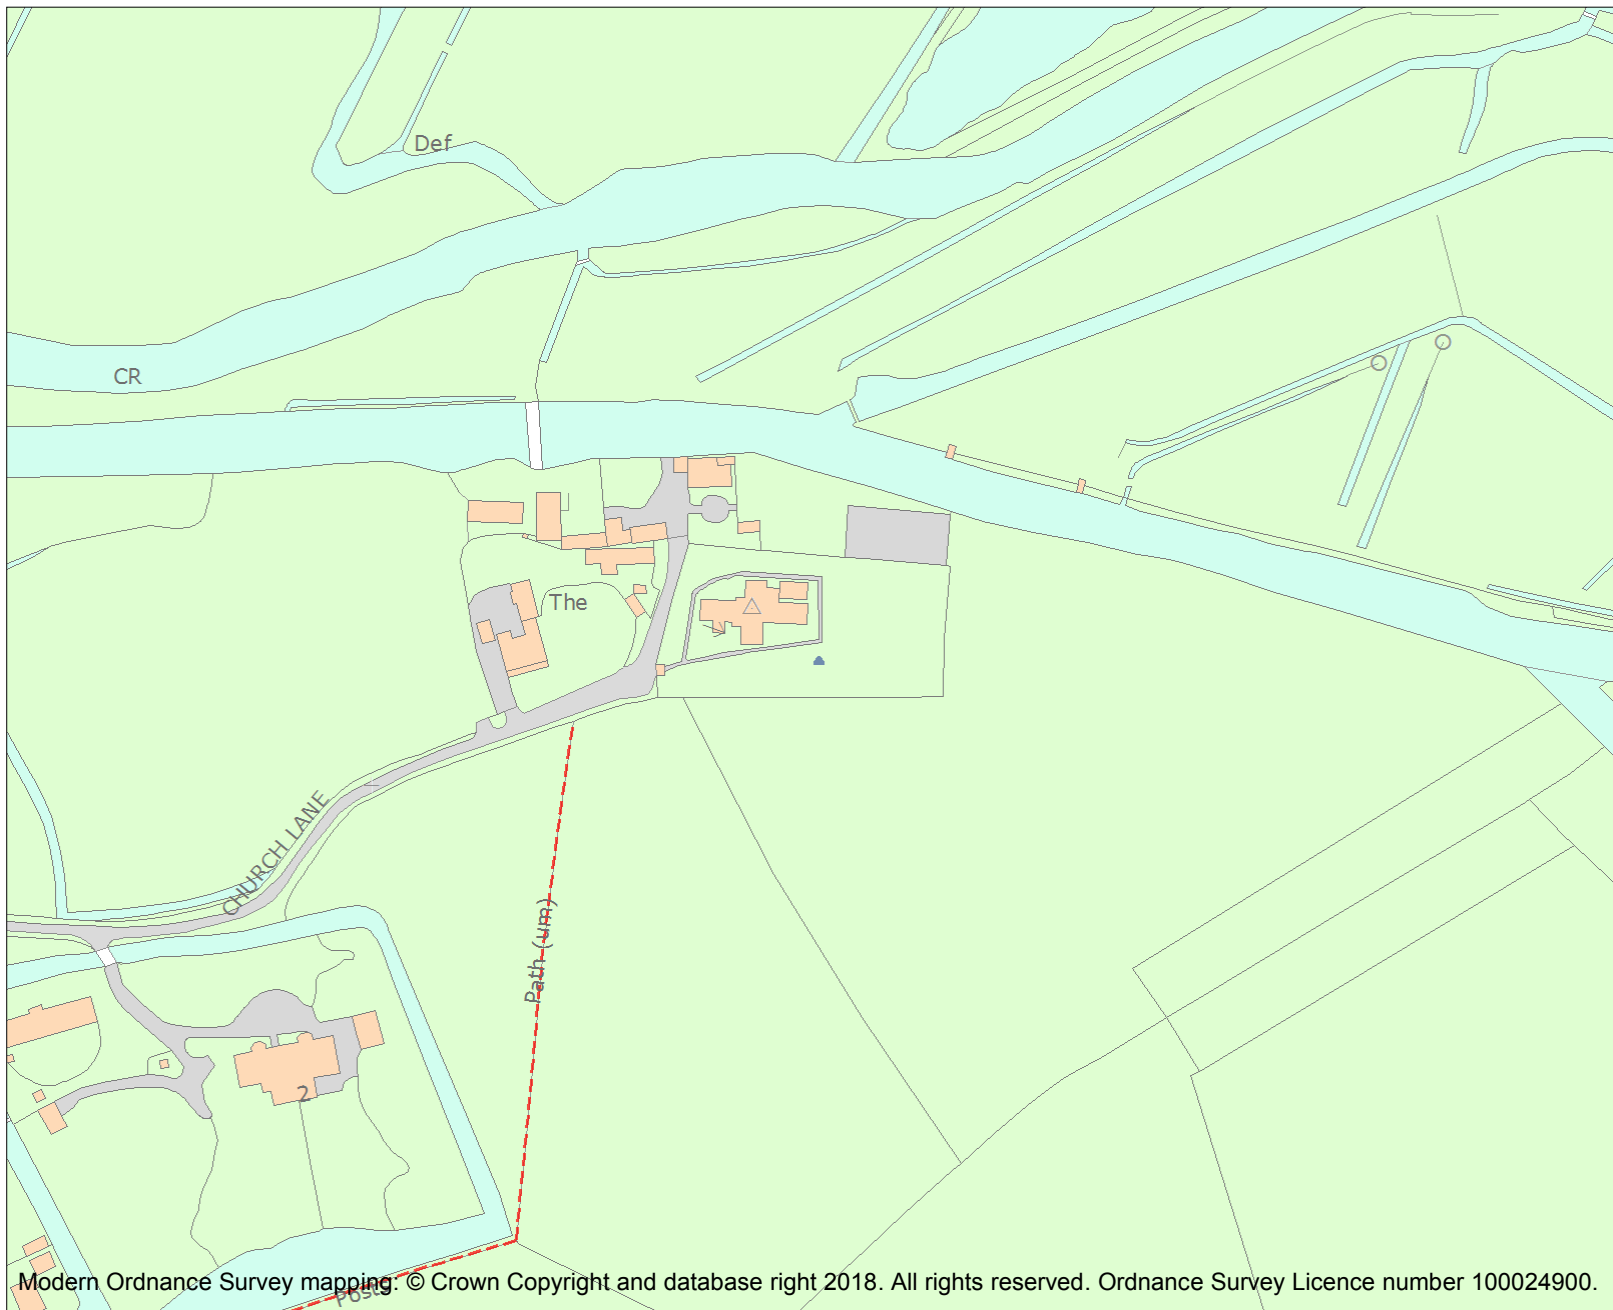 Def
CR
The
CHURCH LANE
Path (um)
2
Posts
Modern Ordnance Survey mapping: © Crown Copyright and database right 2018. All rights reserved. Ordnance Survey Licence number 100024900.